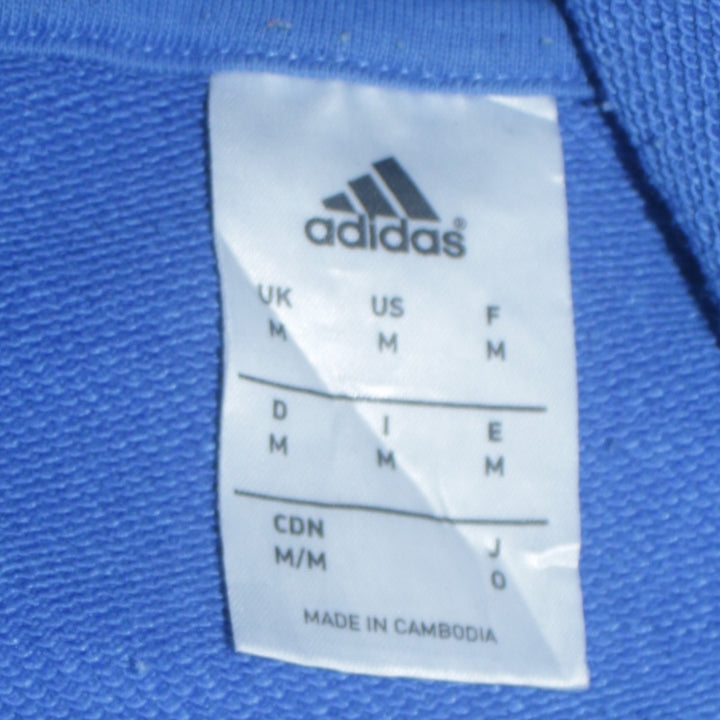 adidas®
UK US F
M M M
D I E
M M M
CDN J
M/M O
MADE IN CAMBODIA